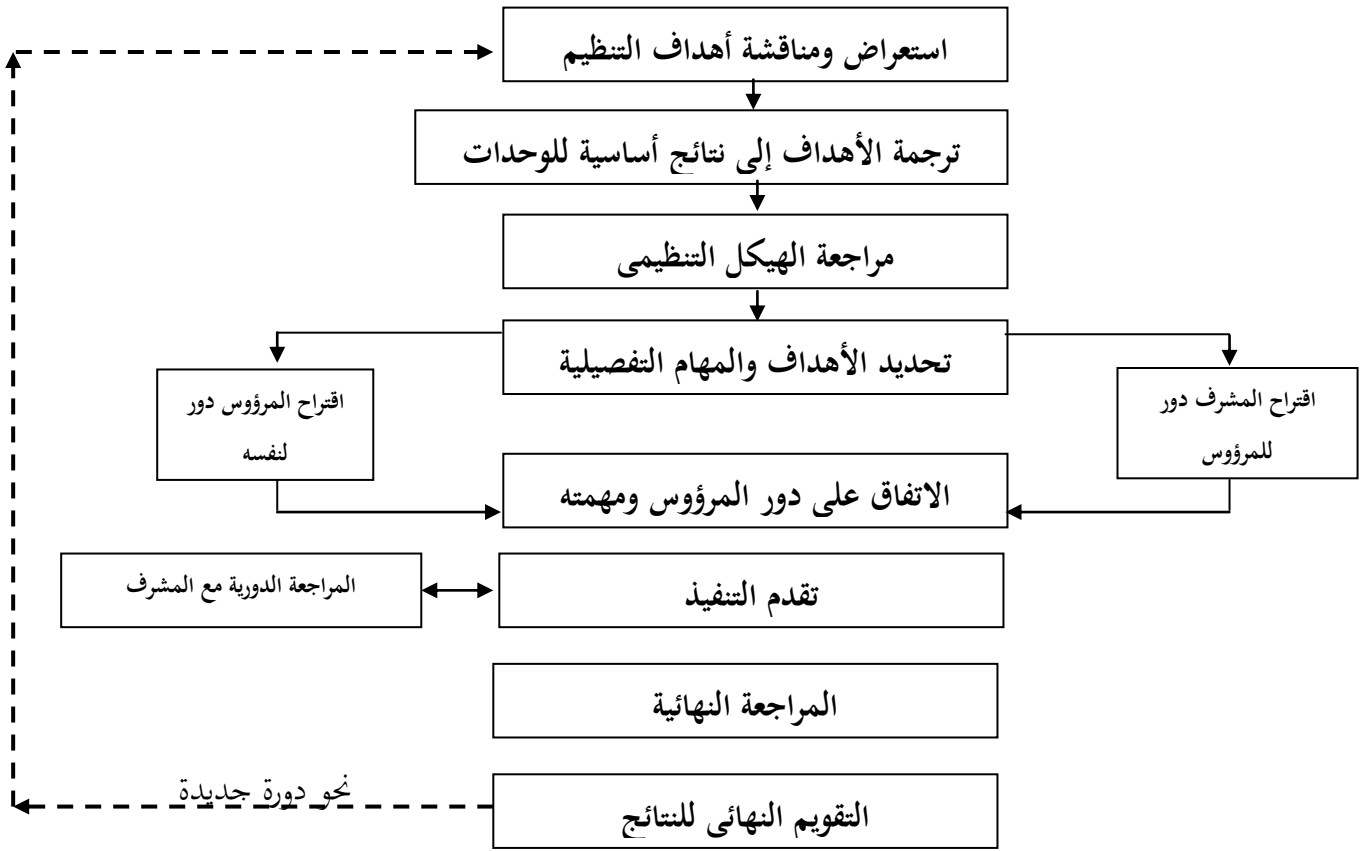 استعراض ومناقشة أهداف التنظيم
ترجمة الأهداف إلى نتائج أساسية للوحدات
مراجعة الهيكل التنظيمى
تحديد الأهداف والمهام التفصيلية
اقتراح المشرف دور
للمرؤوس
اقتراح المرؤوس دور
لنفسه
الاتفاق على دور المرؤوس ومهمته
تقدم التنفيذ
المراجعة الدورية مع المشرف
المراجعة النهائية
التقويم النهائى للنتائج
نحو دورة جديدة